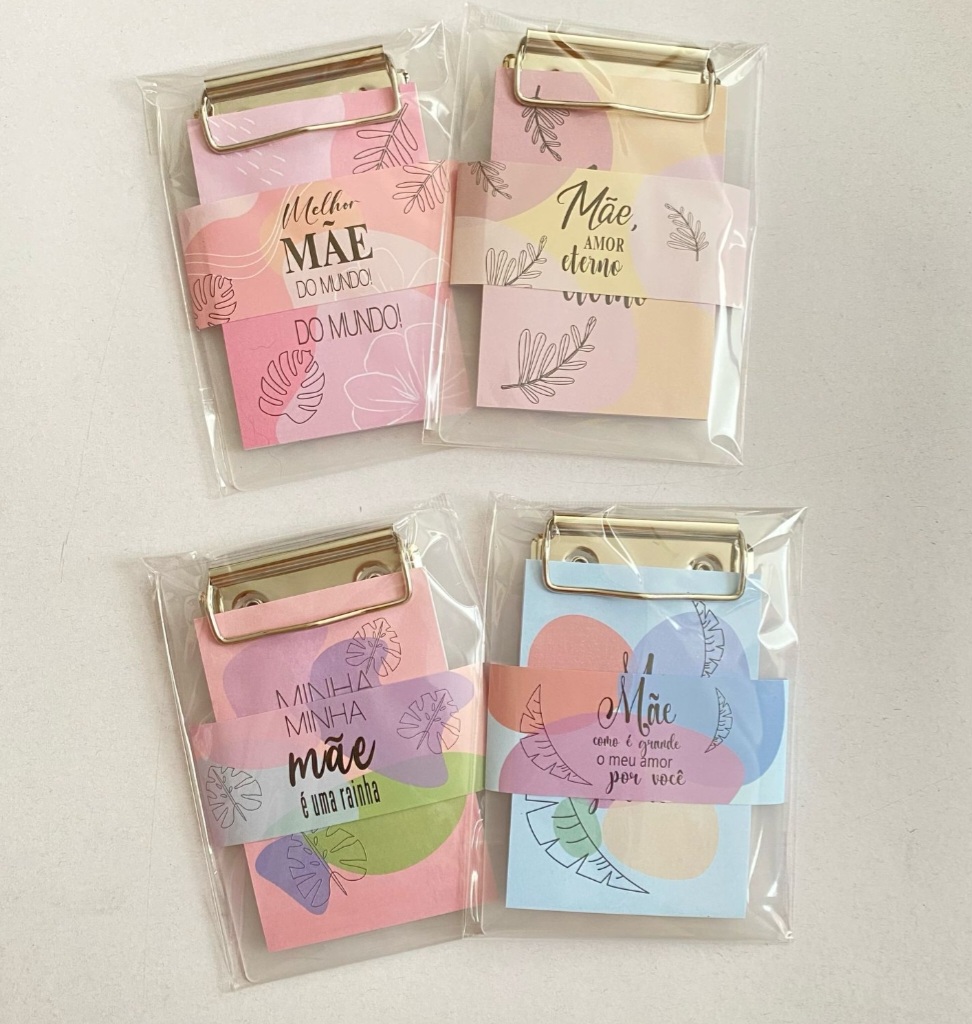 Melhor
MÃE
DO MUNDO!
DO MUNDO!
Mãe,
AMOR
eterno
eterno
MINHA
MINHA
mãe
é uma rainha
Mãe
como é grande
o meu amor
por você